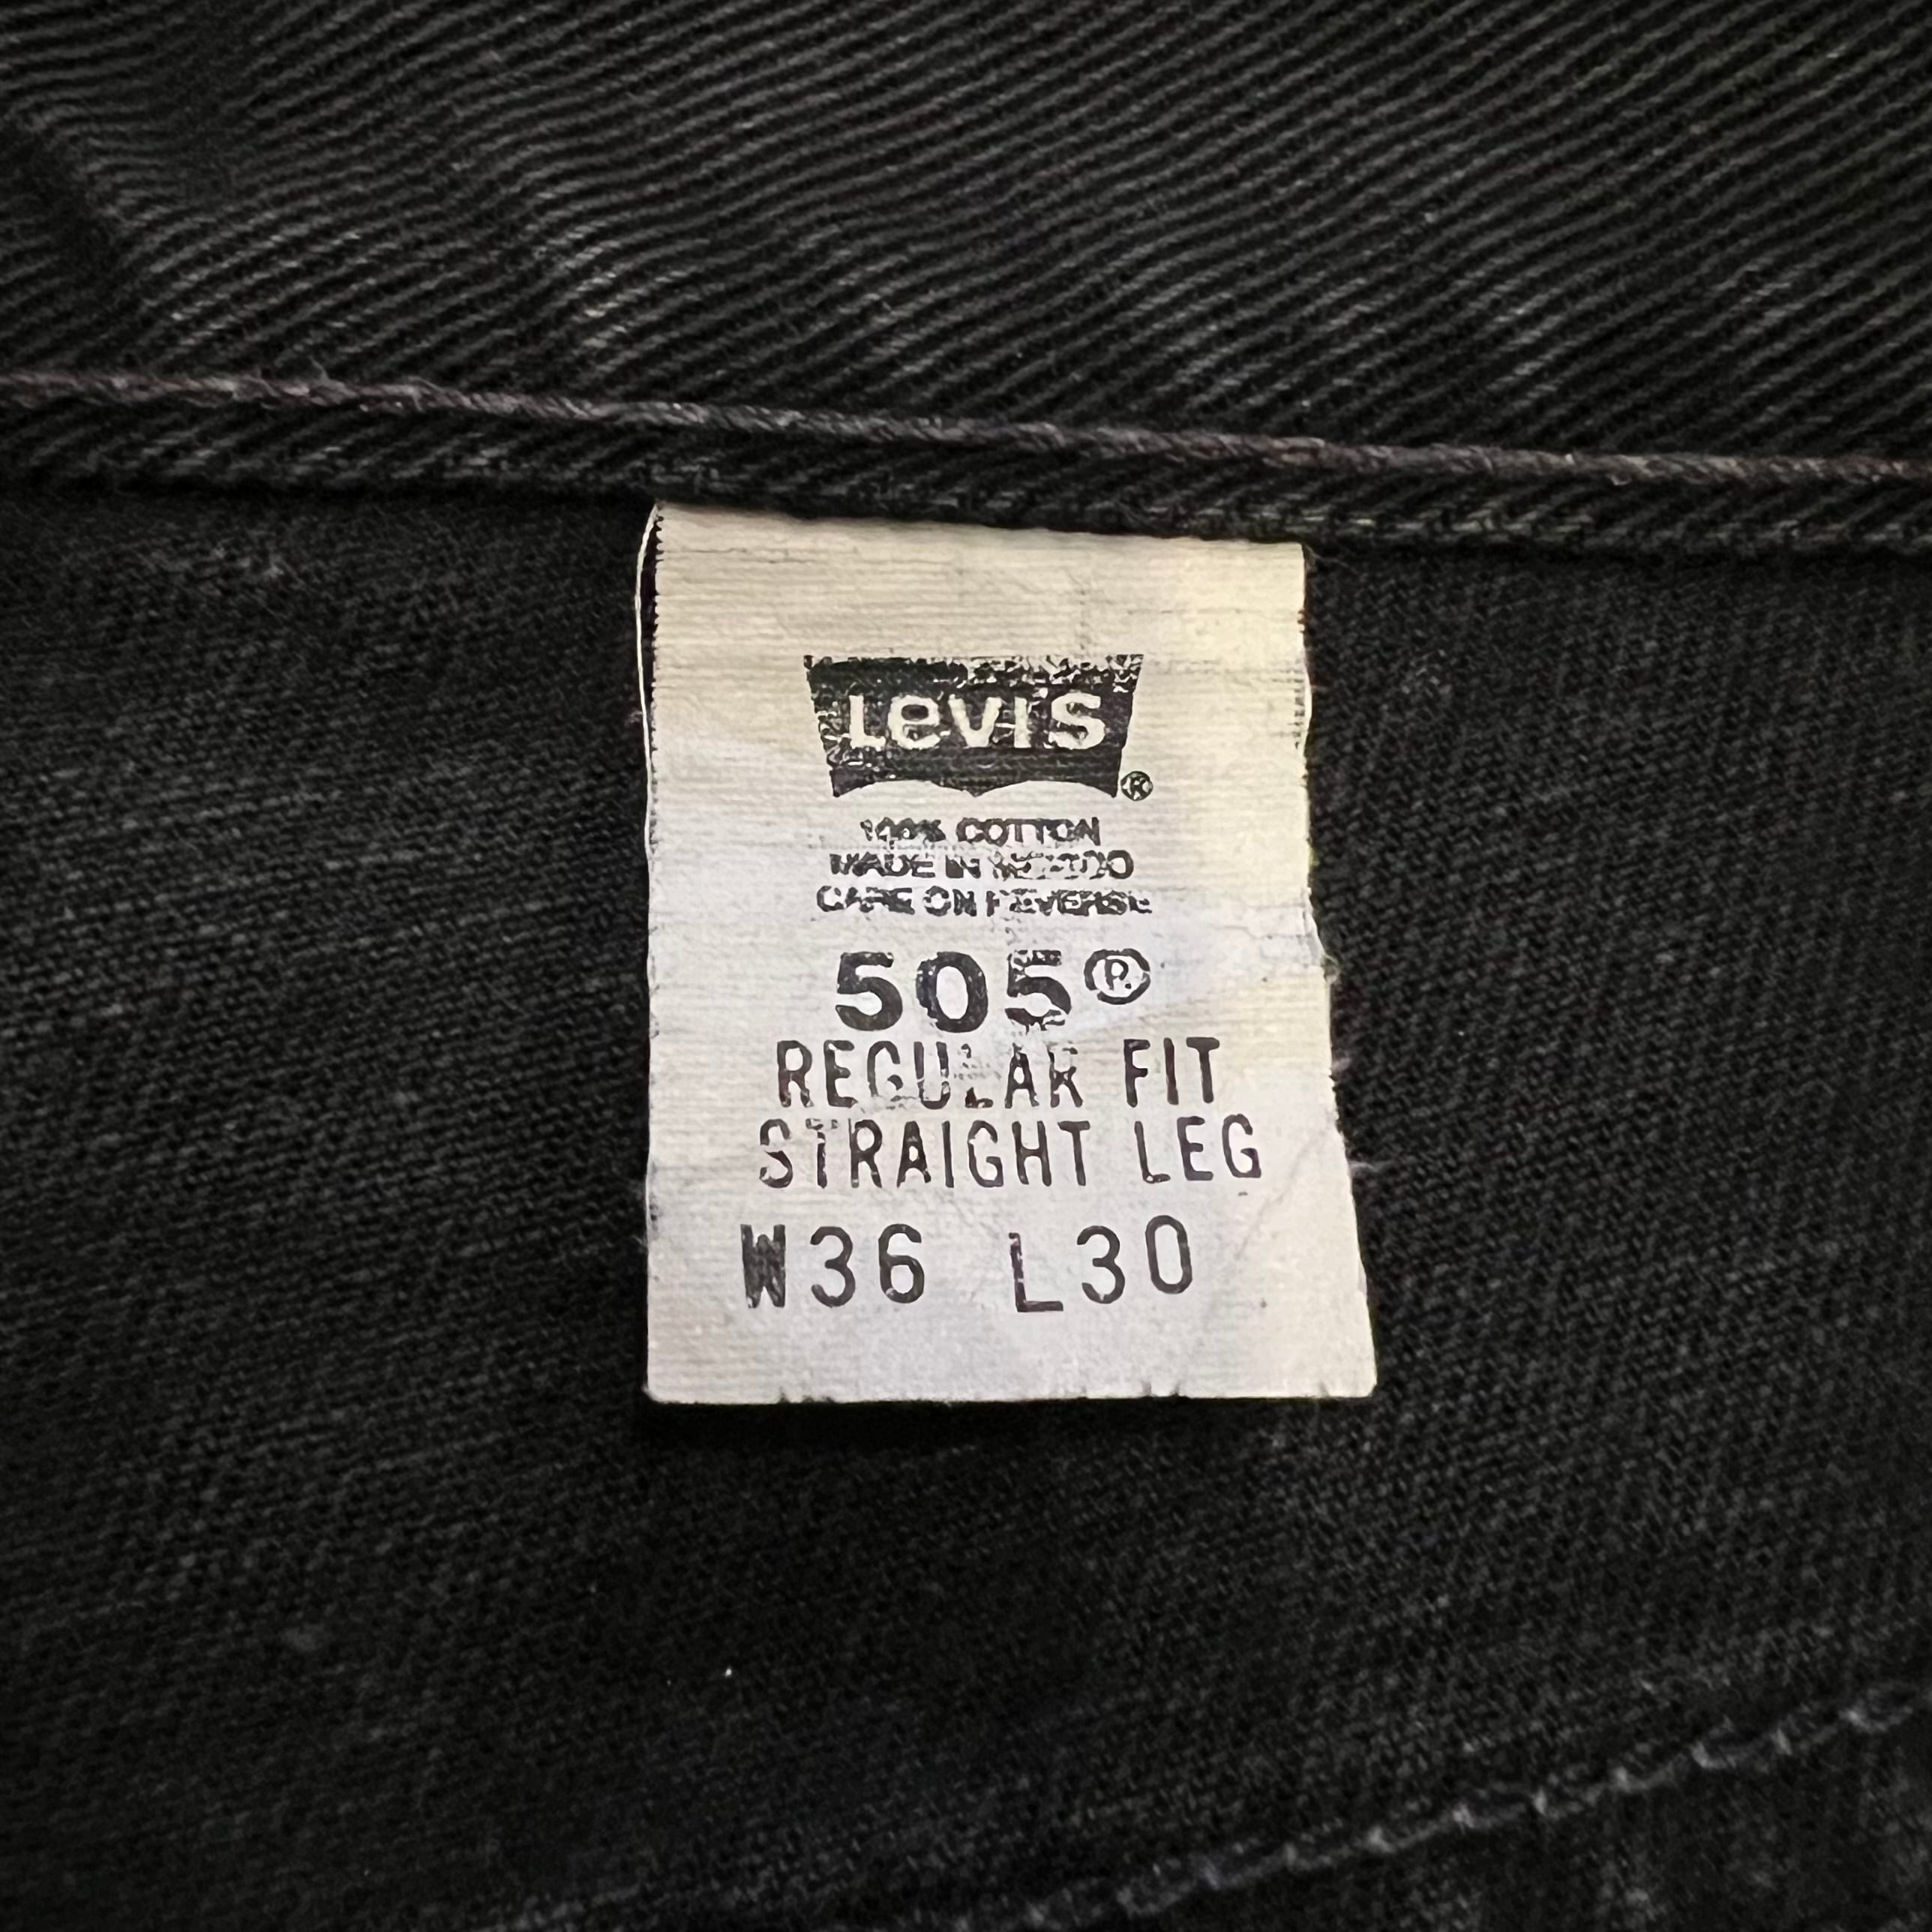 Levi's ®
100% COTTON
MADE IN MEXICO
CARE ON REVERSE
505®
REGULAR FIT
STRAIGHT LEG
W36 L30